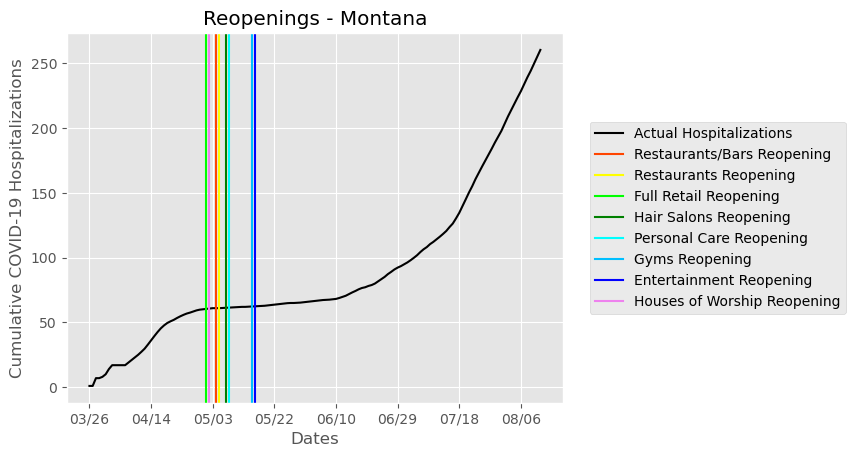 Reopenings - Montana
Cumulative COVID-19 Hospitalizations
250
200
150
100
50
0
03/26 04/14 05/03 05/22 06/10 06/29 07/18 08/06
Dates
Actual Hospitalizations
Restaurants/Bars Reopening
Restaurants Reopening
Full Retail Reopening
Hair Salons Reopening
Personal Care Reopening
Gyms Reopening
Entertainment Reopening
Houses of Worship Reopening